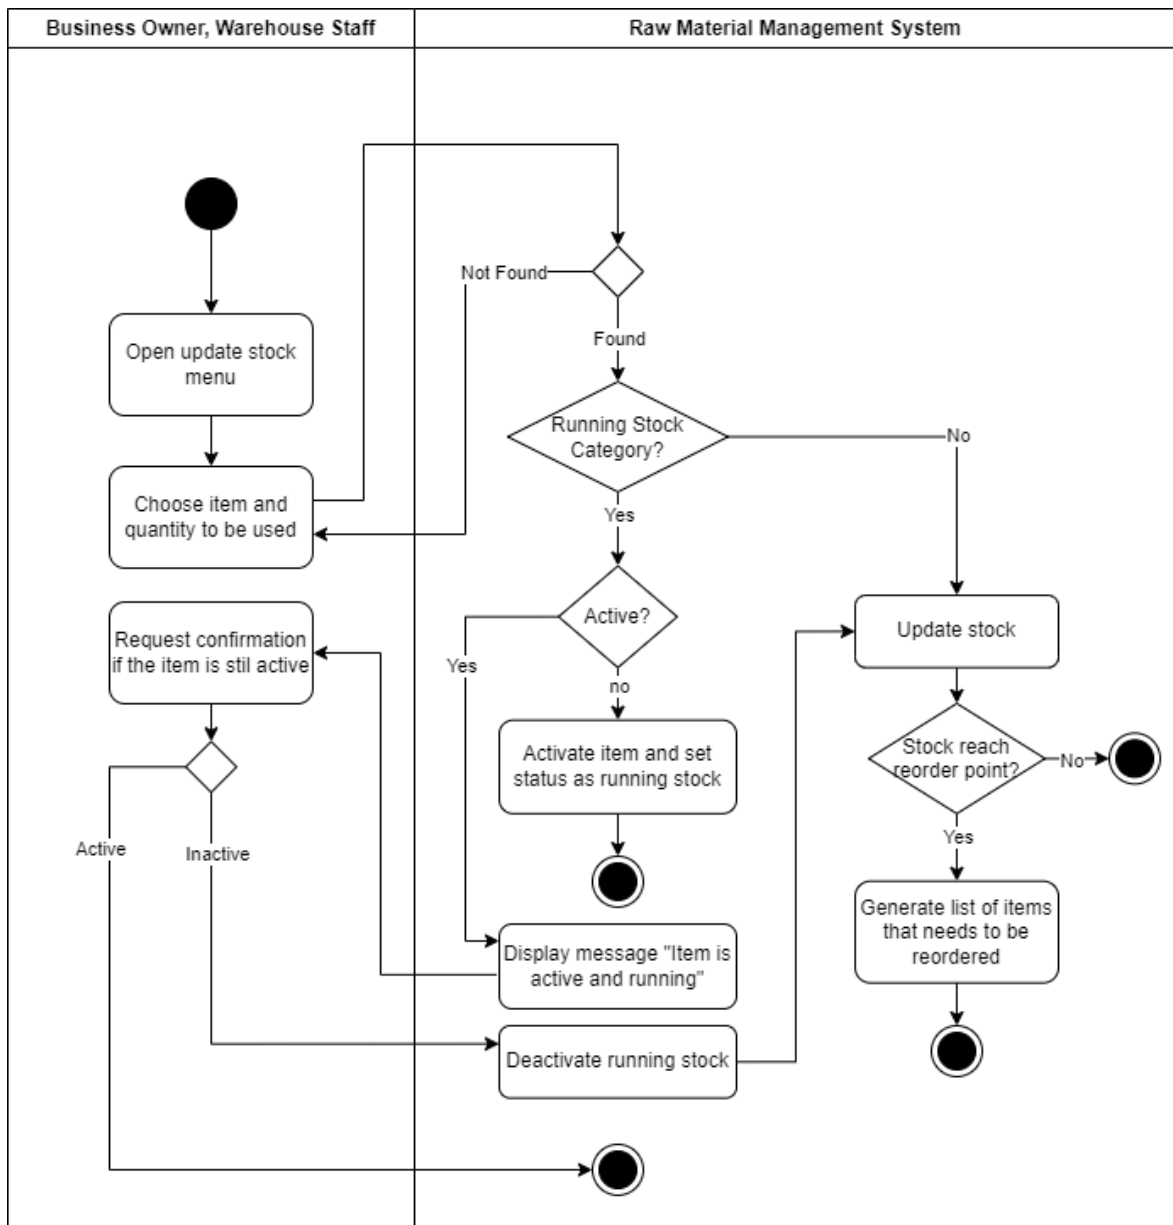 Business Owner, Warehouse Staff
Raw Material Management System
Not Found
Found
Open update stock
menu
Running Stock
Category?
No
Choose item and
quantity to be used
Yes
Active?
Request confirmation
if the item is stil active
Yes
no
Update stock
Activate item and set
status as running stock
Stock reach
reorder point?
No
Active
Inactive
Yes
Generate list of items
that needs to be
reordered
Display message "Item is
active and running"
Deactivate running stock